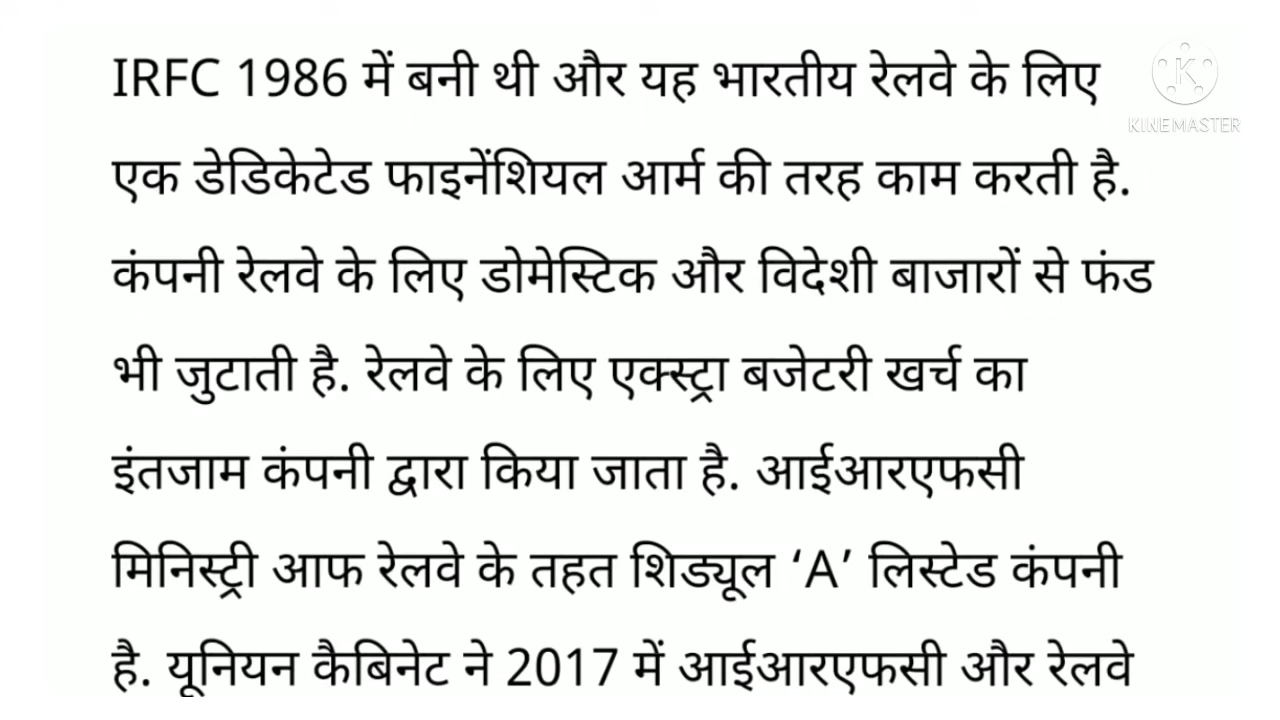 IRFC 1986 में बनी थी और यह भारतीय रेलवे के लिए
एक डेडिकेटेड फाइनेंशियल आर्म की तरह काम करती है.
कंपनी रेलवे के लिए डोमेस्टिक और विदेशी बाजारों से फंड
भी जुटाती है. रेलवे के लिए एक्स्ट्रा बजेटरी खर्च का
इंतजाम कंपनी द्वारा किया जाता है. आईआरएफसी
मिनिस्ट्री आफ रेलवे के तहत शिड्यूल ‘A’ लिस्टेड कंपनी
है. यूनियन कैबिनेट ने 2017 में आईआरएफसी और रेलवे
K
KINEMASTER